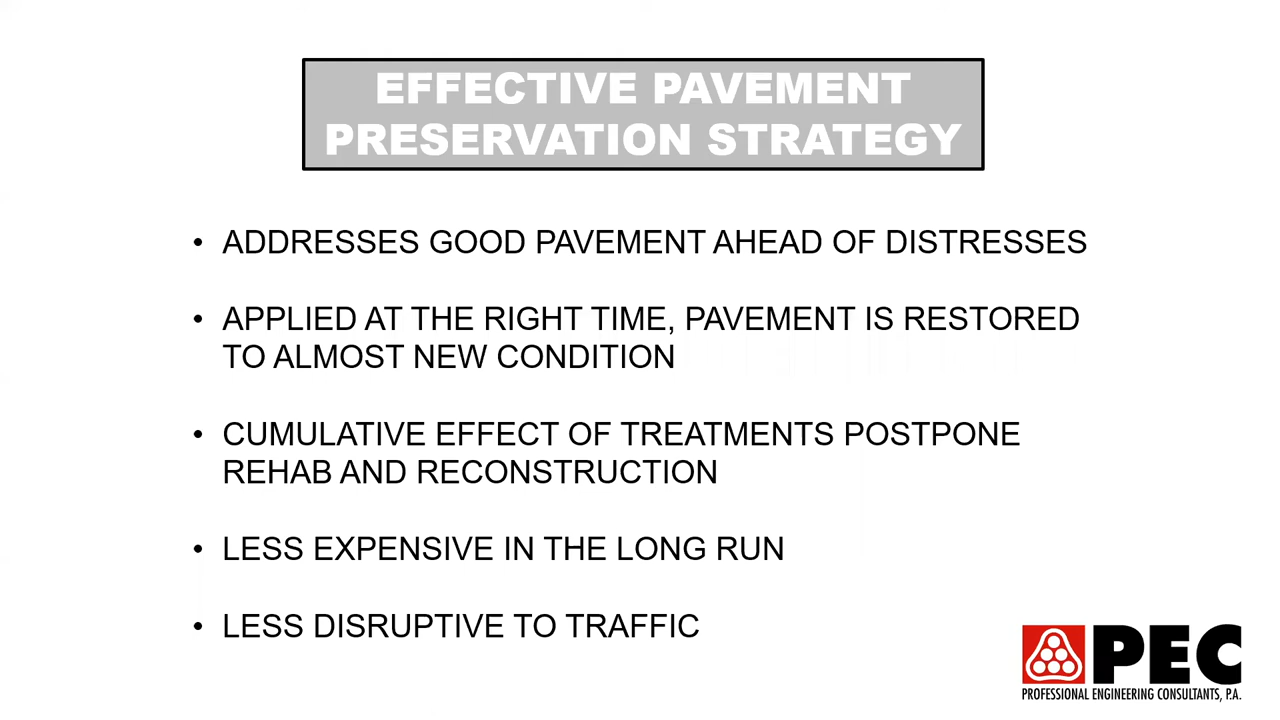 EFFECTIVE PAVEMENT
PRESERVATION STRATEGY
• ADDRESSES GOOD PAVEMENT AHEAD OF DISTRESSES
• APPLIED AT THE RIGHT TIME, PAVEMENT IS RESTORED
TO ALMOST NEW CONDITION
• CUMULATIVE EFFECT OF TREATMENTS POSTPONE
REHAB AND RECONSTRUCTION
• LESS EXPENSIVE IN THE LONG RUN
• LESS DISRUPTIVE TO TRAFFIC
PEC
PROFESSIONAL ENGINEERING CONSULTANTS, P.A.